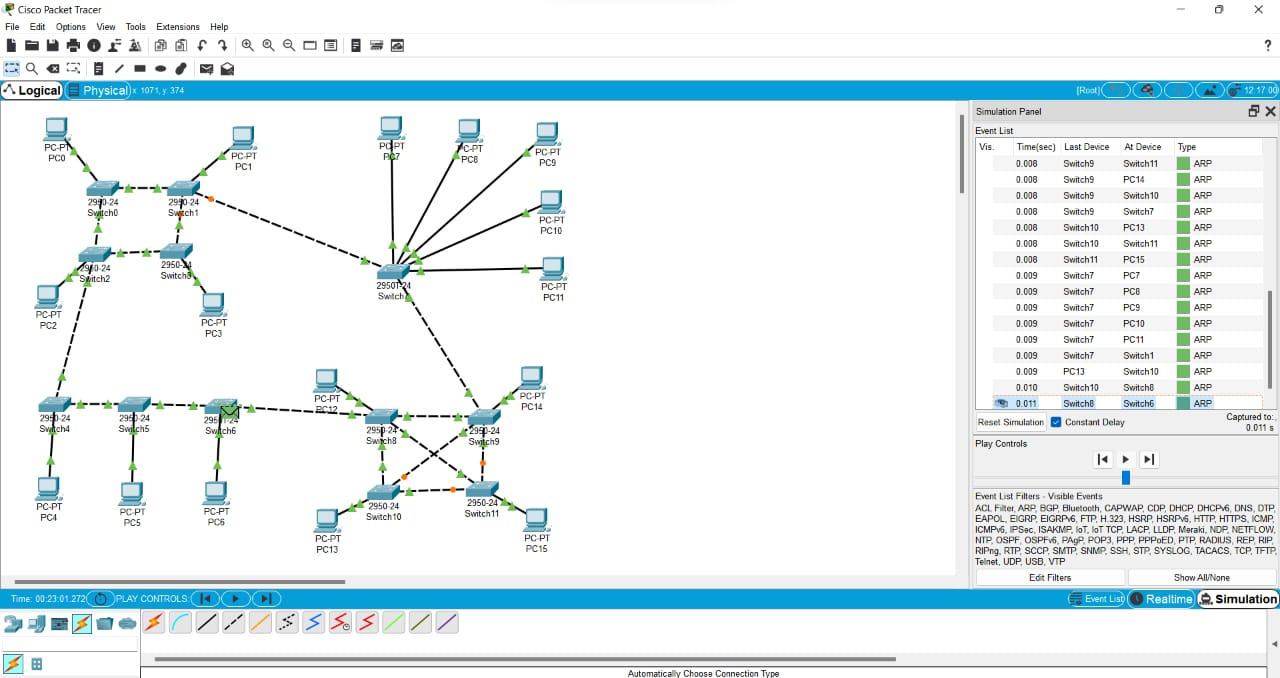 Cisco Packet Tracer
File Edit Options View Tools Extensions Help
?
Logical Physical x: 1071, y: 374 [Root] 12:17:00
PC-PT
PC0
PC-PT
PC1
PC-PT
PC7
PC-PT
PC8
PC-PT
PC9
2950-24
Switch0
2950-24
Switch1
PC-PT
PC10
2950-24
Switch2
2950-24
Switch3
2950T-24
Switch7
PC-PT
PC11
PC-PT
PC2
PC-PT
PC3
2950-24
Switch4
2950-24
Switch5
2950T-24
Switch6
PC-PT
PC12
PC-PT
PC14
2950-24
Switch8
2950-24
Switch9
PC-PT
PC4
PC-PT
PC5
PC-PT
PC6
2950-24
Switch10
2950-24
Switch11
PC-PT
PC13
PC-PT
PC15
Simulation Panel
Event List
Vis. Time(sec) Last Device At Device Type
0.008 Switch9 Switch11 ARP
0.008 Switch9 PC14 ARP
0.008 Switch9 Switch10 ARP
0.008 Switch9 Switch7 ARP
0.008 Switch10 PC13 ARP
0.008 Switch10 Switch11 ARP
0.008 Switch11 PC15 ARP
0.009 Switch7 PC7 ARP
0.009 Switch7 PC8 ARP
0.009 Switch7 PC9 ARP
0.009 Switch7 PC10 ARP
0.009 Switch7 PC11 ARP
0.009 Switch7 Switch1 ARP
0.009 PC13 Switch10 ARP
0.010 Switch10 Switch8 ARP
0.011 Switch8 Switch6 ARP
Reset Simulation Constant Delay Captured to:
0.011 s
Play Controls
Event List Filters - Visible Events
ACL Filter, ARP, BGP, Bluetooth, CAPWAP, CDP, DHCP, DHCPv6, DNS, DTP,
EAPOL, EIGRP, EIGRPv6, FTP, H.323, HSRP, HSRPv6, HTTP, HTTPS, ICMP,
ICMPv6, IPSec, ISAKMP, IoT, IoT TCP, LACP, LLDP, Meraki, NDP, NETFLOW,
NTP, OSPF, OSPFv6, PAgP, POP3, PPP, PPPoED, PTP, RADIUS, REP, RIP,
RIPng, RTP, SCCP, SMTP, SNMP, SSH, STP, SYSLOG, TACACS, TCP, TFTP,
Telnet, UDP, USB, VTP
Edit Filters Show All/None
Time: 00:23:01.272 PLAY CONTROLS: Event List Realtime Simulation
Automatically Choose Connection Type